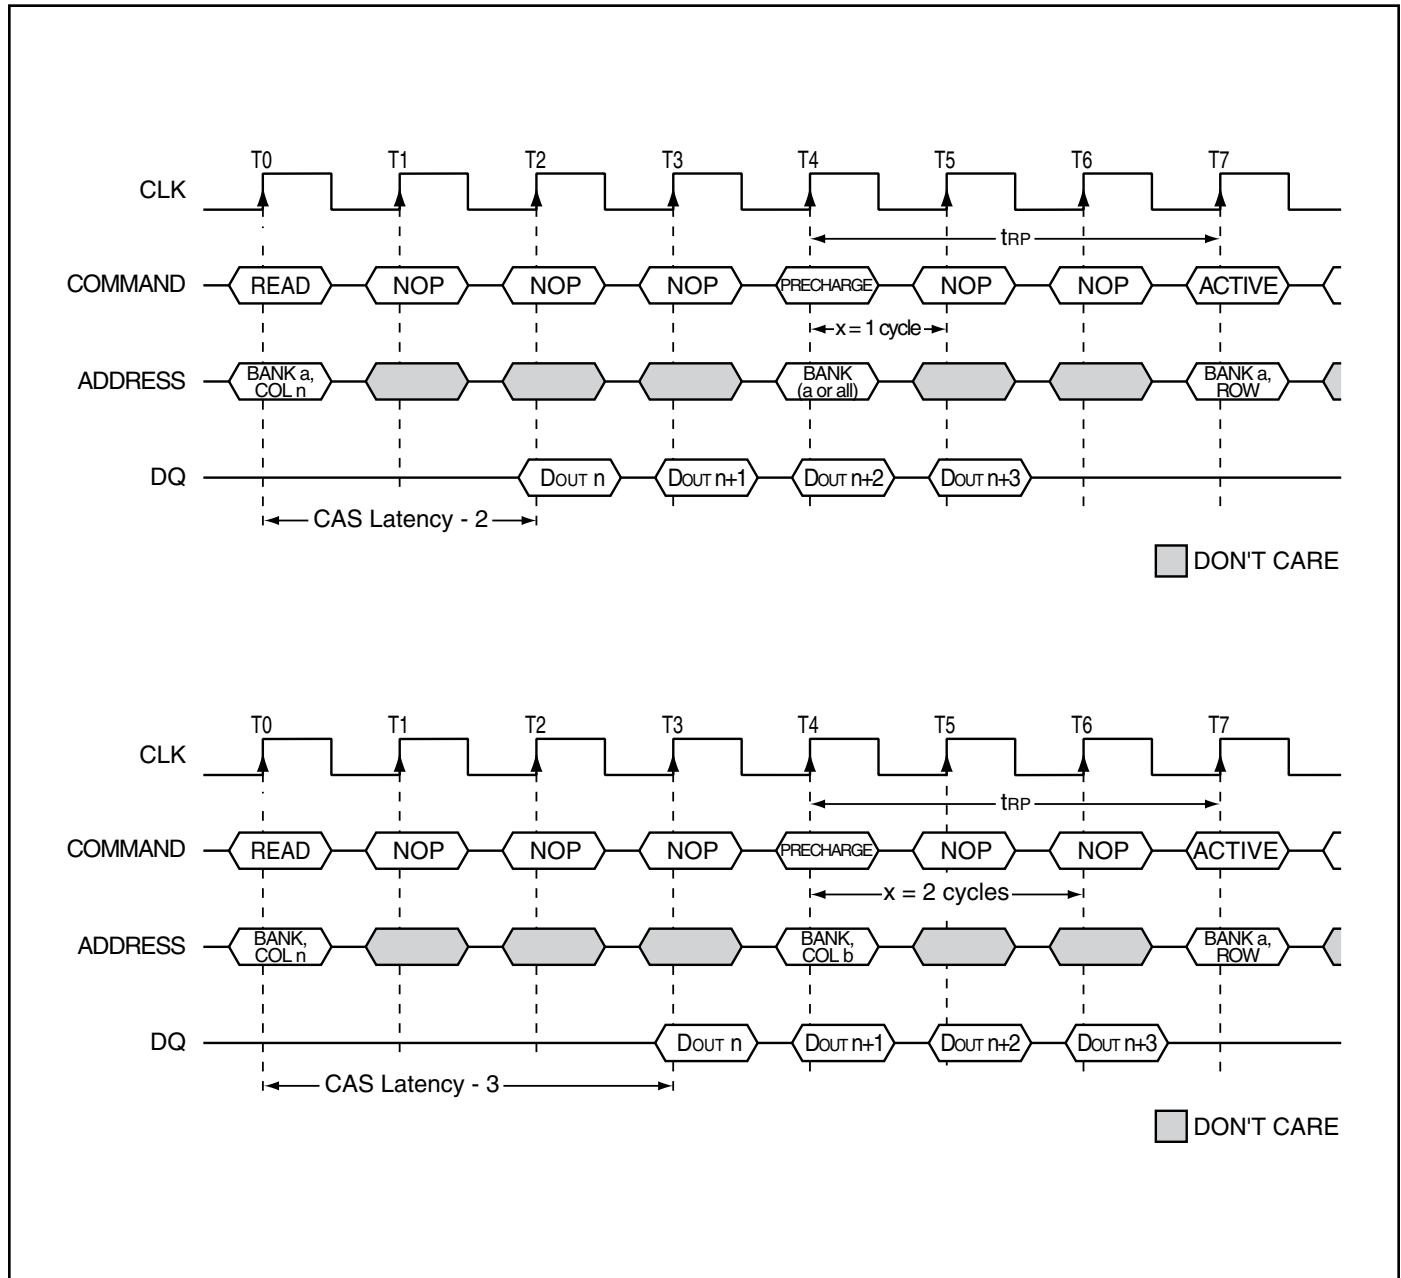 T0 T1 T2 T3 T4 T5 T6 T7
CLK
tRP
COMMAND READ NOP NOP NOP PRECHARGE NOP NOP ACTIVE
x = 1 cycle
ADDRESS BANK a, COL n BANK (a or all) BANK a, ROW
DQ DOUT n DOUT n+1 DOUT n+2 DOUT n+3
CAS Latency - 2
DON'T CARE
T0 T1 T2 T3 T4 T5 T6 T7
CLK
tRP
COMMAND READ NOP NOP NOP PRECHARGE NOP NOP ACTIVE
x = 2 cycles
ADDRESS BANK, COL n BANK, COL b BANK a, ROW
DQ DOUT n DOUT n+1 DOUT n+2 DOUT n+3
CAS Latency - 3
DON'T CARE